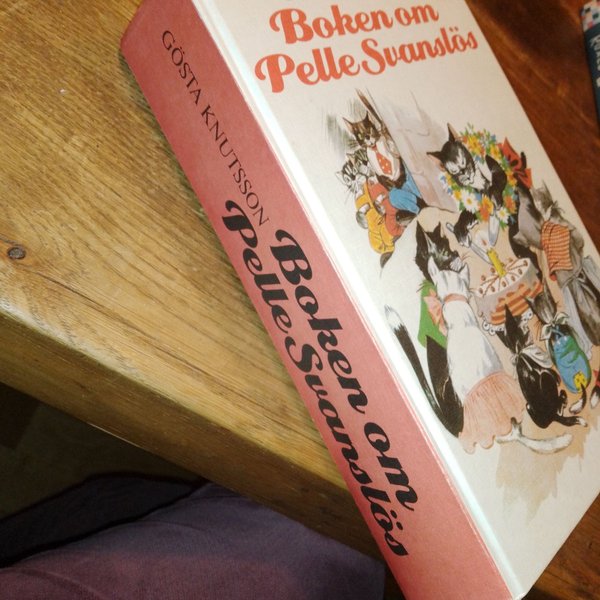 Boken om
Pelle Svanslös
GÖSTA KNUTSSON
Boken om
Pelle Svanslös